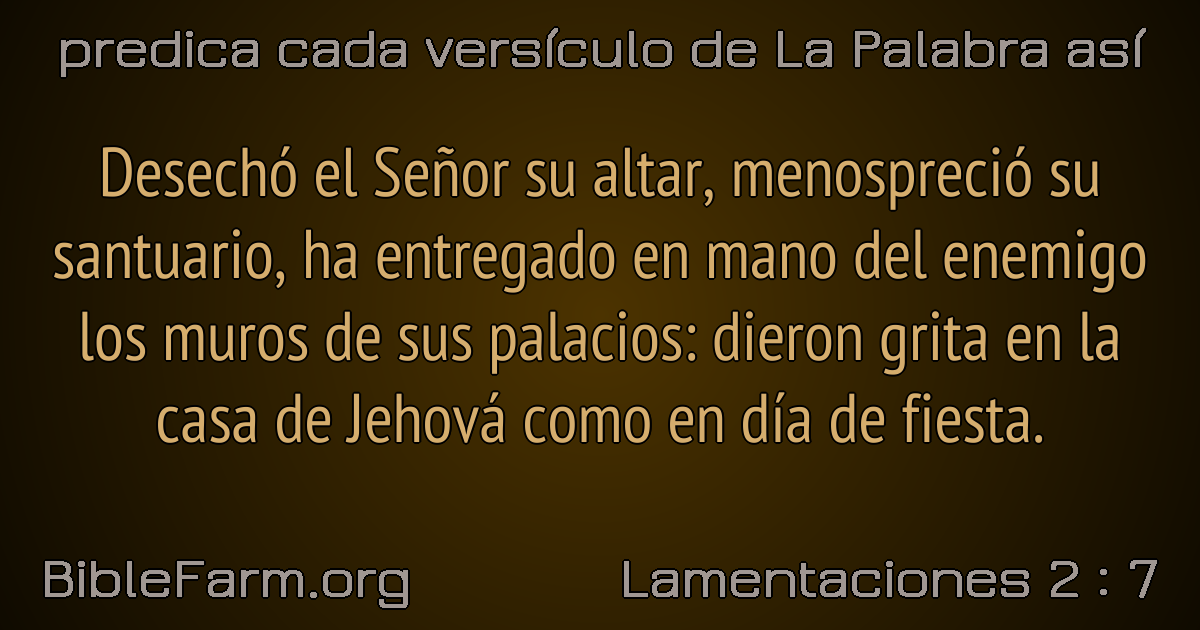 predica cada versículo de La Palabra así
Desechó el Señor su altar, menospreció su
santuario, ha entregado en mano del enemigo
los muros de sus palacios: dieron grita en la
casa de Jehová como en día de fiesta.
BibleFarm.org
Lamentaciones 2 : 7